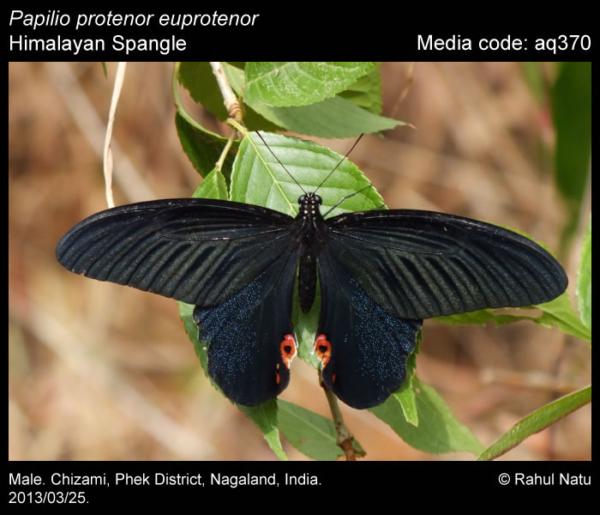 Papilio protenor euprotenor
Himalayan Spangle
Media code: aq370
Male. Chizami, Phek District, Nagaland, India.
2013/03/25.
© Rahul Natu